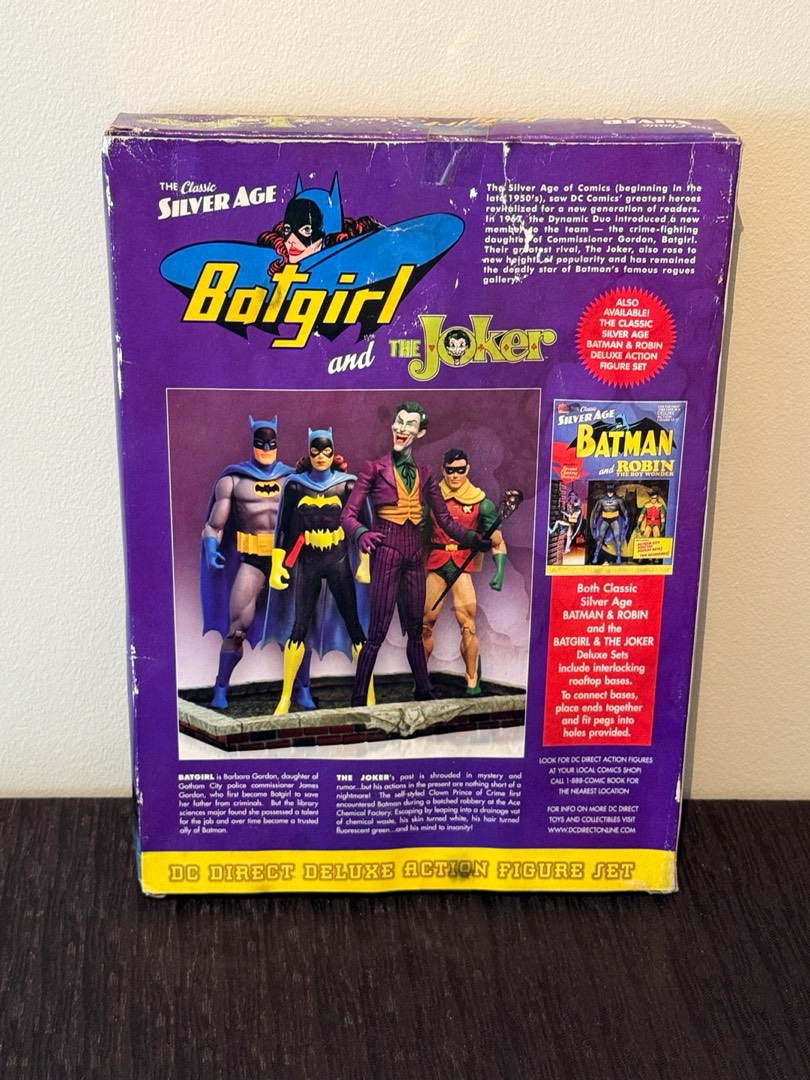 THE Classic
SILVER AGE
Batgirl
and THE Joker
The Silver Age of Comics (beginning in the
late 1950's), saw DC Comics' greatest heroes
revitalized for a new generation of readers.
In 1967, the Dynamic Duo introduced a new
member to the team — the crime-fighting
daughter of Commissioner Gordon, Batgirl.
Their greatest rival, The Joker, also rose to
new heights of popularity and has remained
the deadly star of Batman's famous rogues
gallery.
ALSO
AVAILABLE!
THE CLASSIC
SILVER AGE
BATMAN & ROBIN
DELUXE ACTION
FIGURE SET
THE Classic
SILVER AGE
BATMAN
and ROBIN
THE BOY WONDER
Both Classic
Silver Age
BATMAN & ROBIN
and the
BATGIRL & THE JOKER
Deluxe Sets
include interlocking
rooftop bases.
To connect bases,
place ends together
and fit pegs into
holes provided.
LOOK FOR DC DIRECT ACTION FIGURES
AT YOUR LOCAL COMICS SHOP!
CALL 1-888-COMIC BOOK FOR
THE NEAREST LOCATION
FOR INFO ON MORE DC DIRECT
TOYS AND COLLECTIBLES VISIT
WWW.DCDIRECTONLINE.COM
BATGIRL is Barbara Gordon, daughter of
Gotham City police commissioner James
Gordon, who first became Batgirl to save
her father from criminals. But the library
sciences major found she possessed a talent
for the job and over time became a trusted
ally of Batman.
THE JOKER's past is shrouded in mystery and
rumor...but his actions in the present are nothing short of a
nightmare! The self-styled Clown Prince of Crime first
encountered Batman during a botched robbery at the Ace
Chemical Factory. Escaping by leaping into a drainage vat
of chemical waste, his skin turned white, his hair turned
fluorescent green...and his mind to insanity!
DC DIRECT DELUXE ACTION FIGURE SET